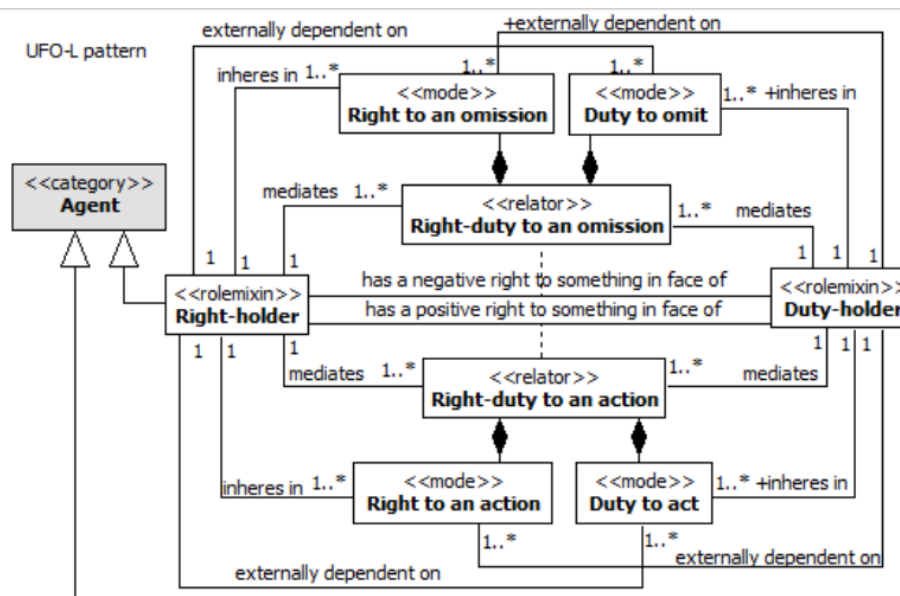 externally dependent on
+externally dependent on
UFO-L pattern
inheres in 1..*
1..*
1..*
<<mode>>
Right to an omission
<<mode>>
Duty to omit
1..* +inheres in
<<category>>
Agent
mediates 1..*
<<relator>>
Right-duty to an omission
1..* mediates
1
1
1
1
1
1
<<rolemixin>>
Right-holder
has a negative right to something in face of
has a positive right to something in face of
<<rolemixin>>
Duty-holder
1
1
1
1
1
1
mediates 1..*
<<relator>>
Right-duty to an action
1..*
mediates
inheres in 1..*
<<mode>>
Right to an action
<<mode>>
Duty to act
1..* +inheres in
1..*
1..*
externally dependent on
externally dependent on